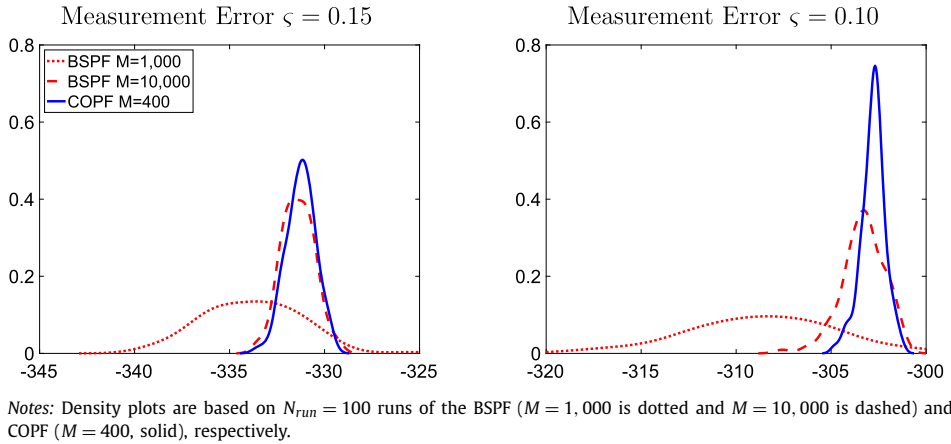 Measurement Error ς = 0.15
Measurement Error ς = 0.10
0.8
0.6
0.4
0.2
0
BSPF M=1,000
BSPF M=10,000
COPF M=400
-345
-340
-335
-330
-325
0.8
0.6
0.4
0.2
0
-320
-315
-310
-305
-300
Notes: Density plots are based on N_run = 100 runs of the BSPF (M = 1, 000 is dotted and M = 10, 000 is dashed) and
COPF (M = 400, solid), respectively.